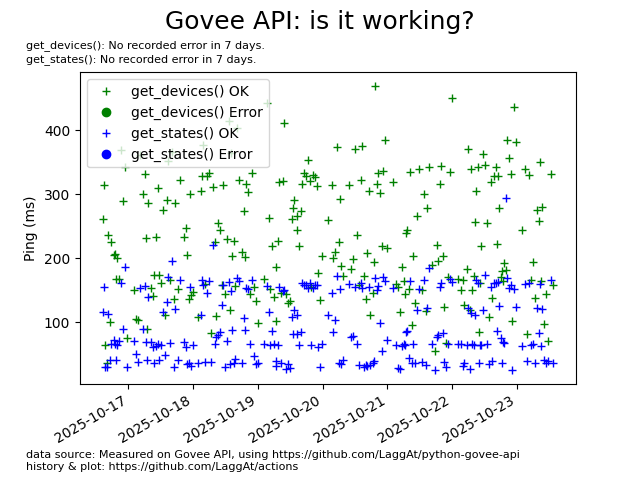 Govee API: is it working?
get_devices(): No recorded error in 7 days.
get_states(): No recorded error in 7 days.
get_devices() OK
get_devices() Error
get_states() OK
get_states() Error
Ping (ms)
400
300
200
100
2025-10-17
2025-10-18
2025-10-19
2025-10-20
2025-10-21
2025-10-22
2025-10-23
data source: Measured on Govee API, using https://github.com/LaggAt/python-govee-api
history & plot: https://github.com/LaggAt/actions